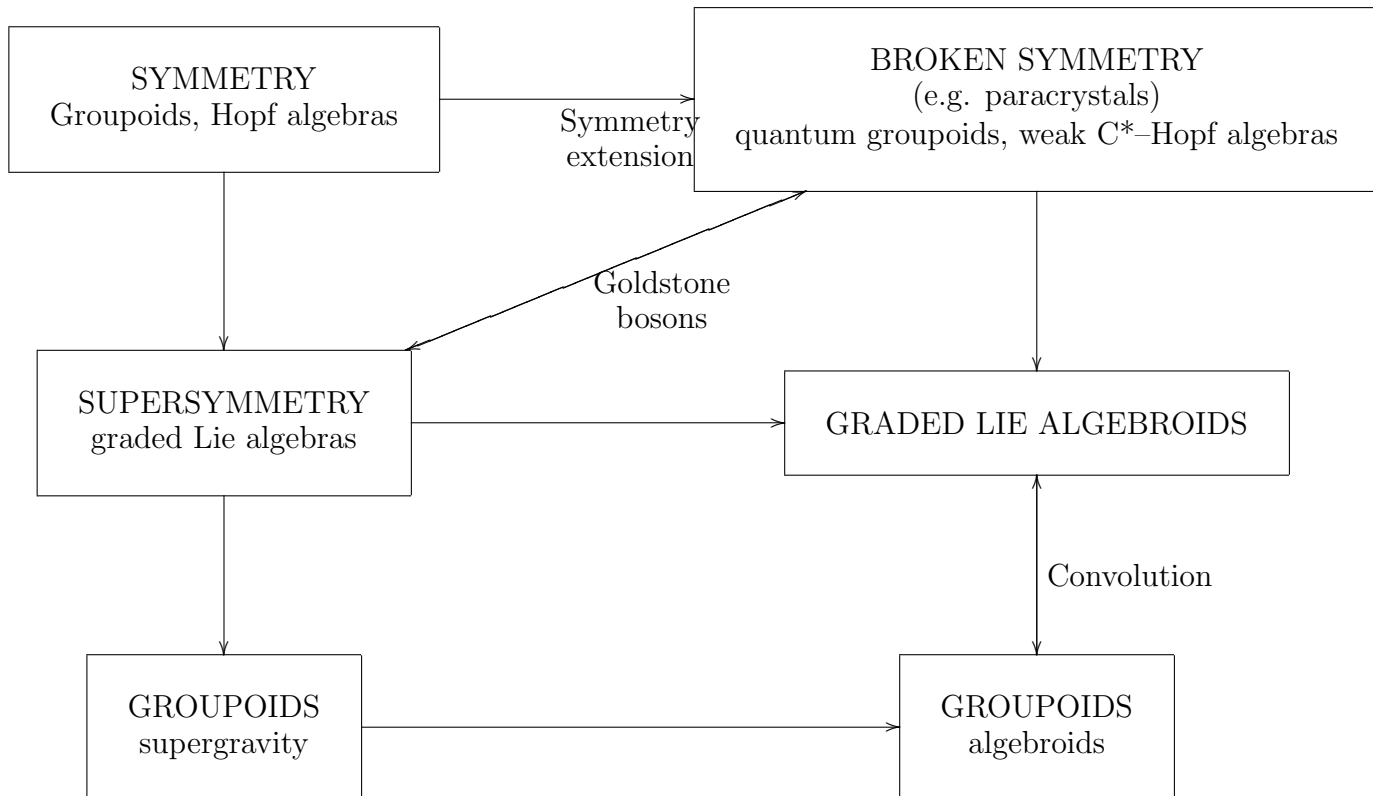 SYMMETRY
Groupoids, Hopf algebras
BROKEN SYMMETRY
(e.g. paracrystals)
quantum groupoids, weak C*–Hopf algebras
Symmetry
extension
Goldstone
bosons
SUPERSYMMETRY
graded Lie algebras
GRADED LIE ALGEBROIDS
Convolution
GROUPOIDS
supergravity
GROUPOIDS
algebroids